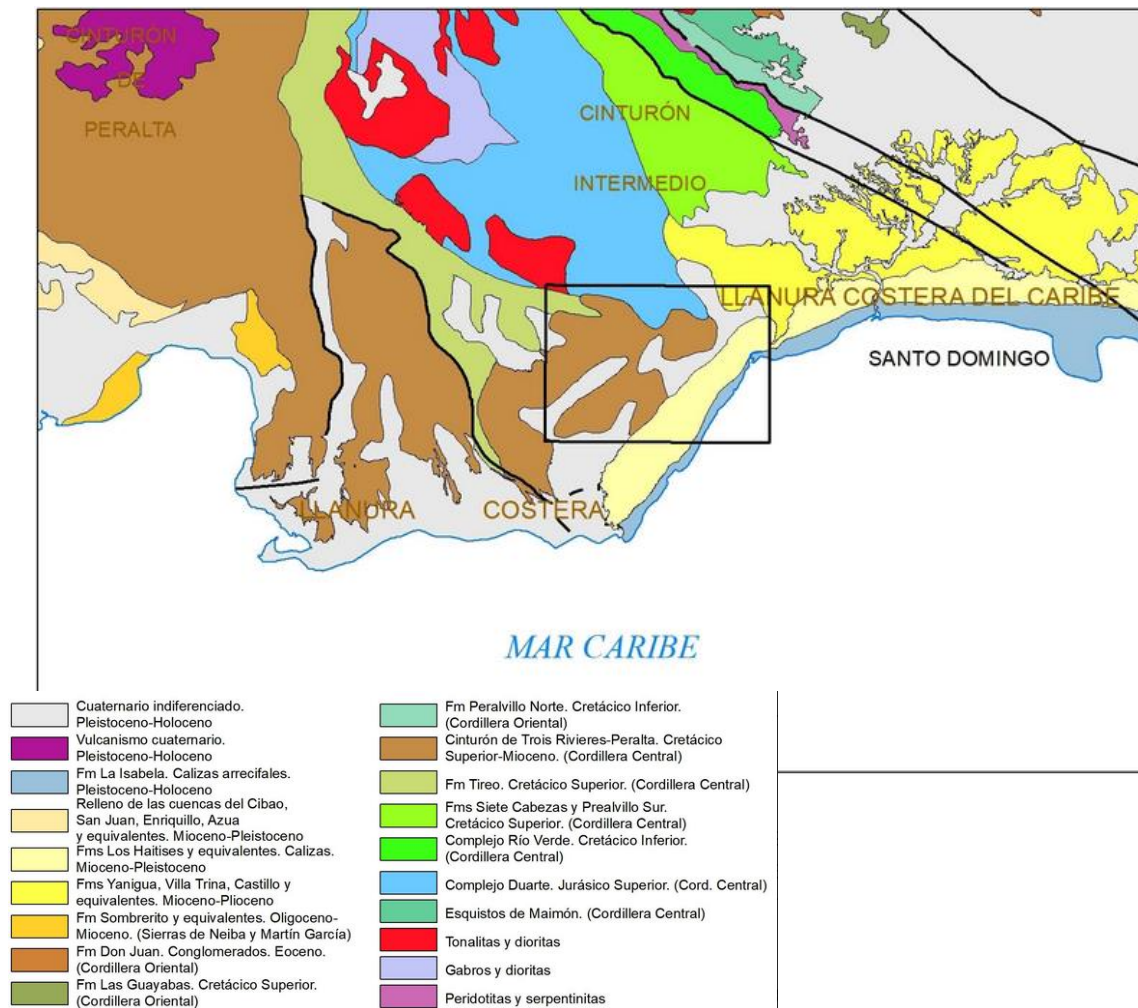 CINTURÓN
DE
PERALTA
CINTURÓN
INTERMEDIO
LLANURA COSTERA DEL CARIBE
SANTO DOMINGO
LLANURA
COSTERA
MAR CARIBE
Cuaternario indiferenciado.
Pleistoceno-Holoceno
Vulcanismo cuaternario.
Pleistoceno-Holoceno
Fm La Isabela. Calizas arrecifales.
Pleistoceno-Holoceno
Relleno de las cuencas del Cibao,
San Juan, Enriquillo, Azua
y equivalentes. Mioceno-Pleistoceno
Fms Los Haitises y equivalentes. Calizas.
Mioceno-Pleistoceno
Fms Yanigua, Villa Trina, Castillo y
equivalentes. Mioceno-Plioceno
Fm Sombrerito y equivalentes. Oligoceno-
Mioceno. (Sierras de Neiba y Martín García)
Fm Don Juan. Conglomerados. Eoceno.
(Cordillera Oriental)
Fm Las Guayabas. Cretácico Superior.
(Cordillera Oriental)
Fm Peralvillo Norte. Cretácico Inferior.
(Cordillera Oriental)
Cinturón de Trois Rivieres-Peralta. Cretácico
Superior-Mioceno. (Cordillera Central)
Fm Tireo. Cretácico Superior. (Cordillera Central)
Fms Siete Cabezas y Prealvillo Sur.
Cretácico Superior. (Cordillera Central)
Complejo Río Verde. Cretácico Inferior.
(Cordillera Central)
Complejo Duarte. Jurásico Superior. (Cord. Central)
Esquistos de Maimón. (Cordillera Central)
Tonalitas y dioritas
Gabros y dioritas
Peridotitas y serpentinitas